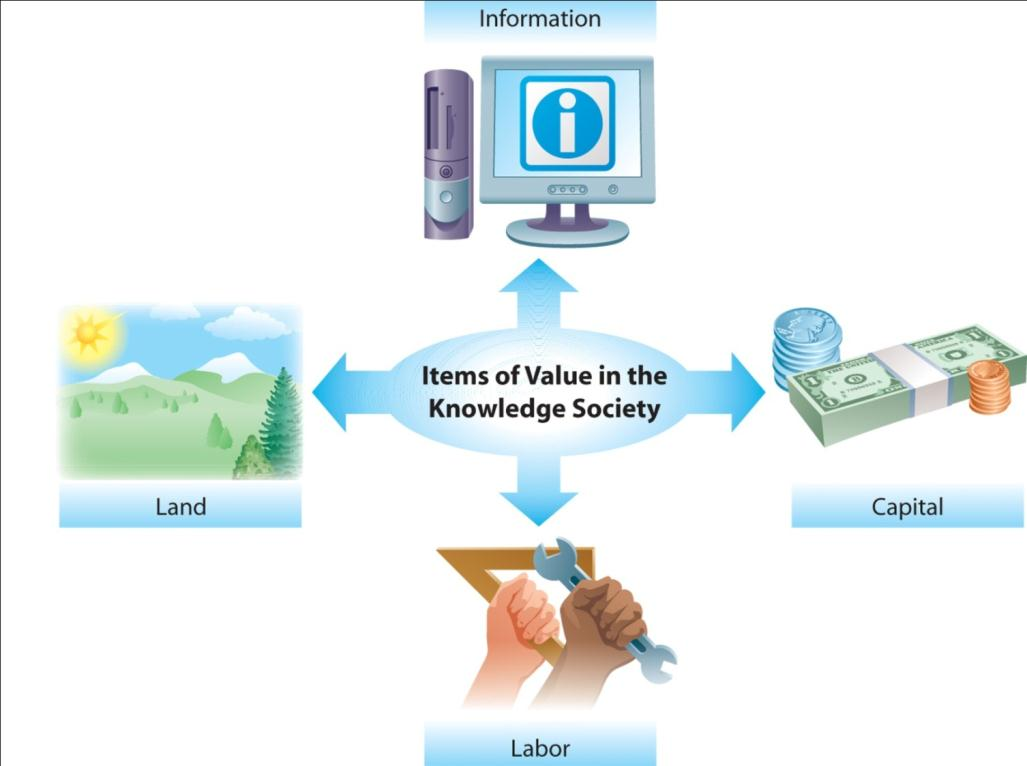 Information
Items of Value in the
Knowledge Society
Land
Capital
Labor